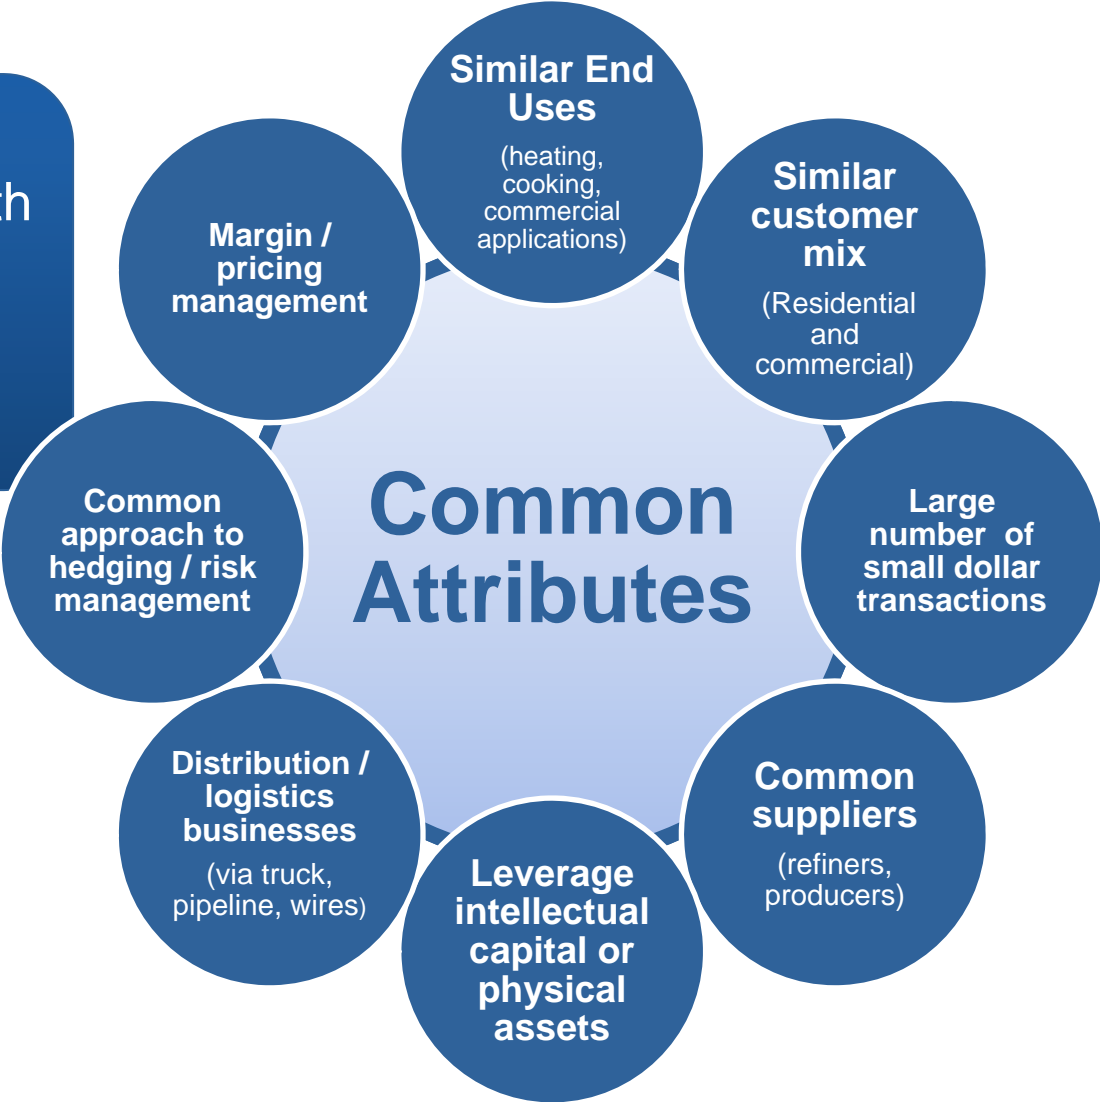 Similar End
Uses
(heating,
cooking,
commercial
applications)
Similar
customer
mix
(Residential
and
commercial)
Large
number of
small dollar
transactions
Common
suppliers
(refiners,
producers)
Leverage
intellectual
capital or
physical
assets
Distribution /
logistics
businesses
(via truck,
pipeline, wires)
Common
approach to
hedging / risk
management
Margin /
pricing
management
Common
Attributes